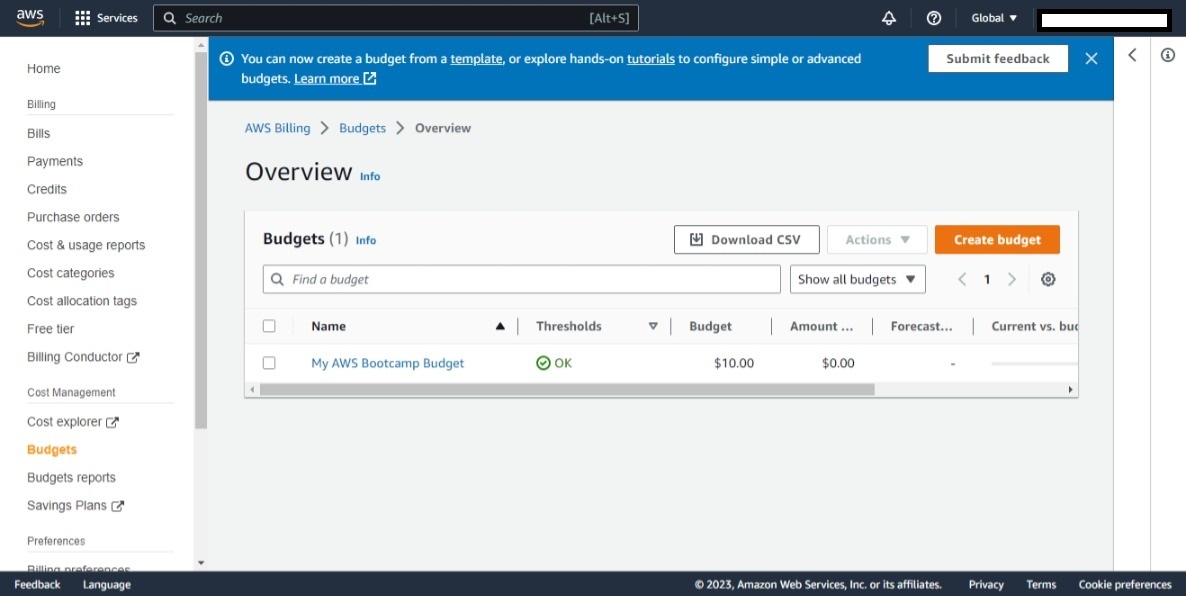 aws Services Search [Alt+S] Global
Home
Billing
Bills
Payments
Credits
Purchase orders
Cost & usage reports
Cost categories
Cost allocation tags
Free tier
Billing Conductor
Cost Management
Cost explorer
Budgets
Budgets reports
Savings Plans
Preferences
Billing preferences
You can now create a budget from a template, or explore hands-on tutorials to configure simple or advanced
budgets. Learn more
Submit feedback
AWS Billing > Budgets > Overview
Overview Info
Budgets (1) Info Download CSV Actions Create budget
Find a budget Show all budgets < 1 >
Name Thresholds Budget Amount ... Forecast... Current vs. bud
My AWS Bootcamp Budget OK $10.00 $0.00 -
Feedback Language © 2023, Amazon Web Services, Inc. or its affiliates. Privacy Terms Cookie preferences